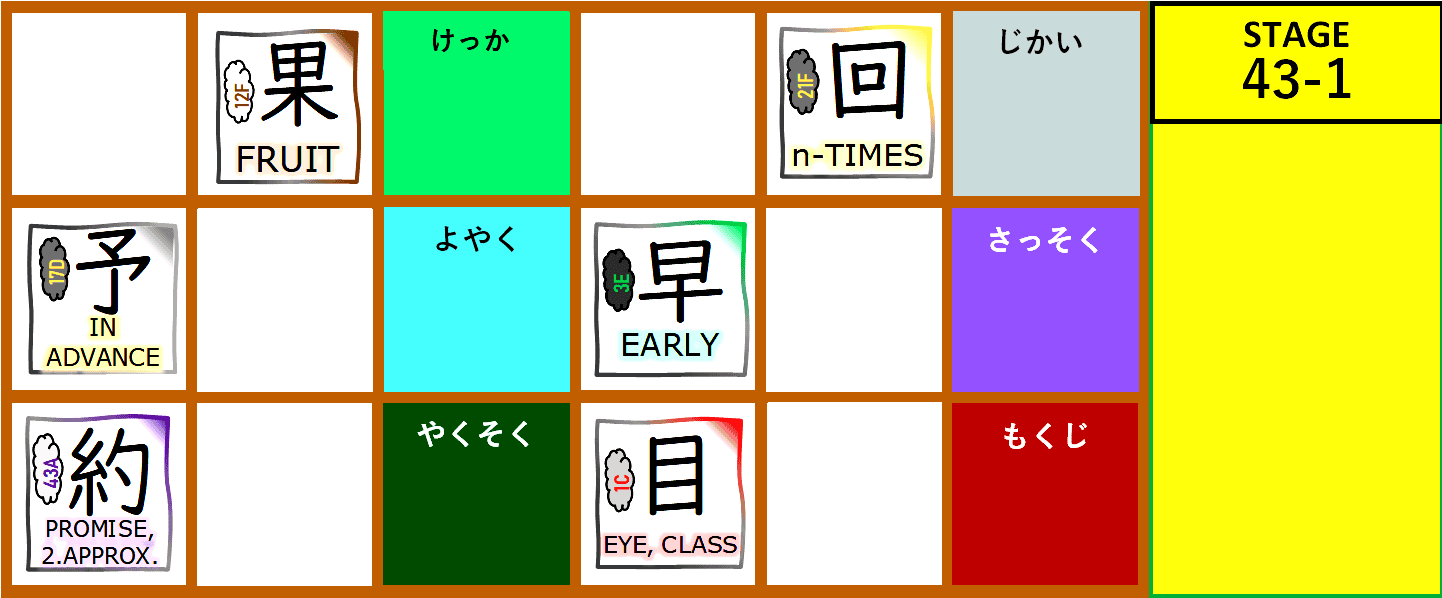 12F
果
FRUIT
けっか
21F
回
n-TIMES
じかい
STAGE
43-1
17D
予
IN
ADVANCE
よやく
3E
早
EARLY
さっそく
43A
約
PROMISE,
2.APPROX.
やくそく
1C
目
EYE, CLASS
もくじ